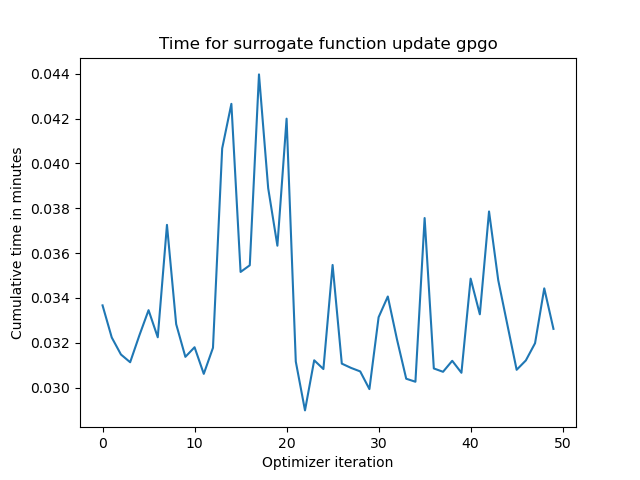 Time for surrogate function update gpgo
Cumulative time in minutes
0.044
0.042
0.040
0.038
0.036
0.034
0.032
0.030
0 10 20 30 40 50
Optimizer iteration